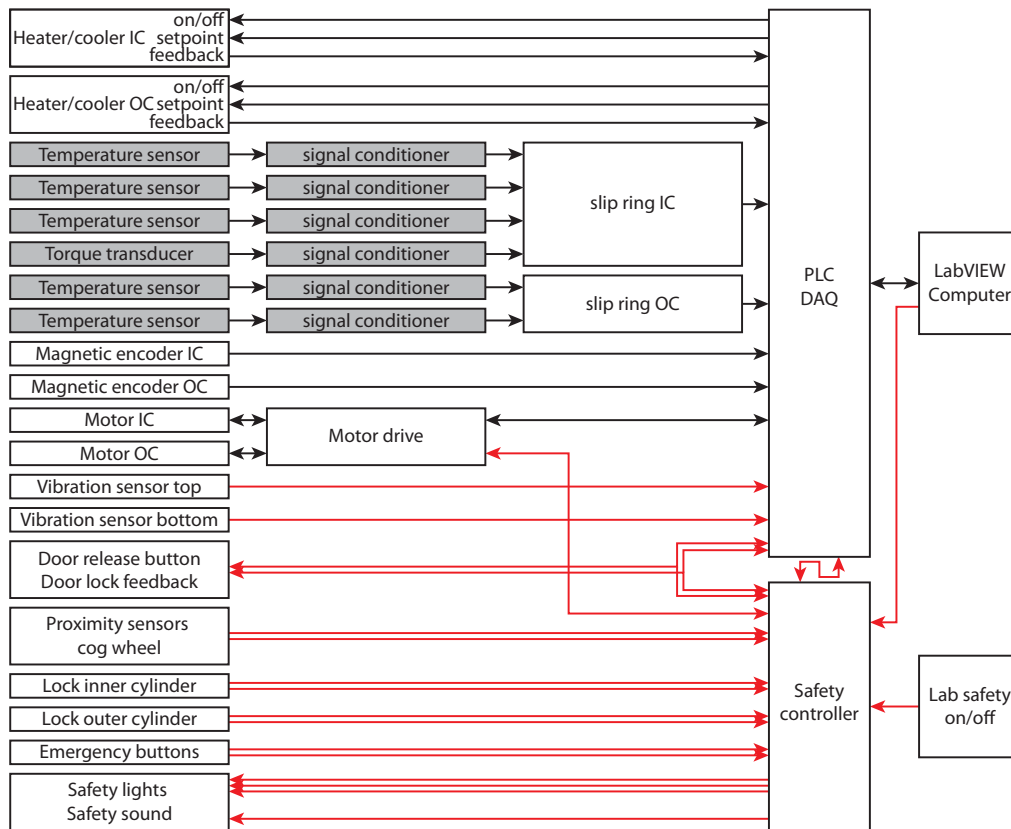 on/off
Heater/cooler IC setpoint
feedback
on/off
Heater/cooler OC setpoint
feedback
Temperature sensor
signal conditioner
Temperature sensor
signal conditioner
Temperature sensor
signal conditioner
Torque transducer
signal conditioner
slip ring IC
Temperature sensor
signal conditioner
Temperature sensor
signal conditioner
slip ring OC
PLC
DAQ
LabVIEW
Computer
Magnetic encoder IC
Magnetic encoder OC
Motor IC
Motor OC
Motor drive
Vibration sensor top
Vibration sensor bottom
Door release button
Door lock feedback
Proximity sensors
cog wheel
Lock inner cylinder
Lock outer cylinder
Emergency buttons
Safety lights
Safety sound
Safety
controller
Lab safety
on/off